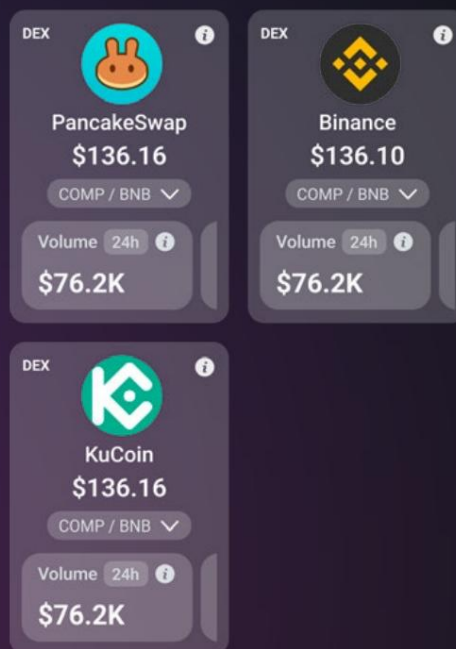 DEX
PancakeSwap
$136.16
COMP / BNB
Volume 24h
$76.2K
DEX
Binance
$136.10
COMP / BNB
Volume 24h
$76.2K
DEX
KuCoin
$136.16
COMP / BNB
Volume 24h
$76.2K